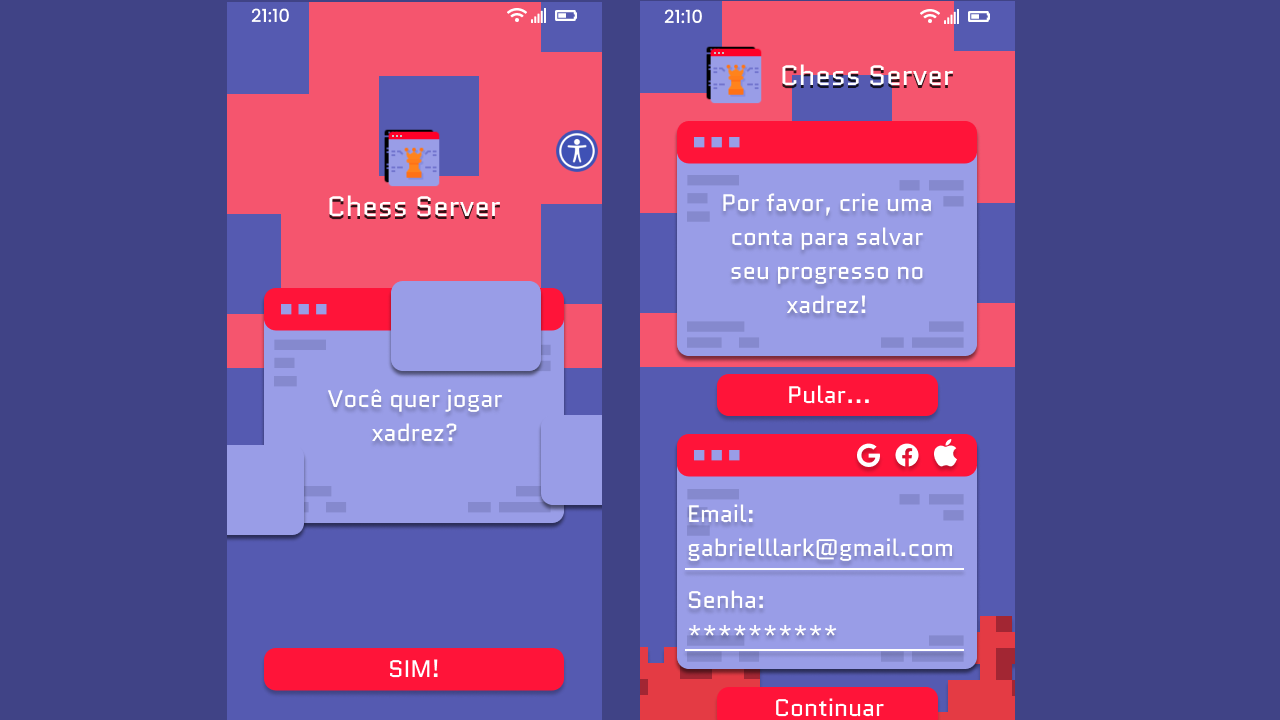 21:10
Chess Server
Você quer jogar
xadrez?
SIM!
21:10
Chess Server
Por favor, crie uma
conta para salvar
seu progresso no
xadrez!
Pular...
Email:
gabrielllark@gmail.com
Senha:
**********
Continuar